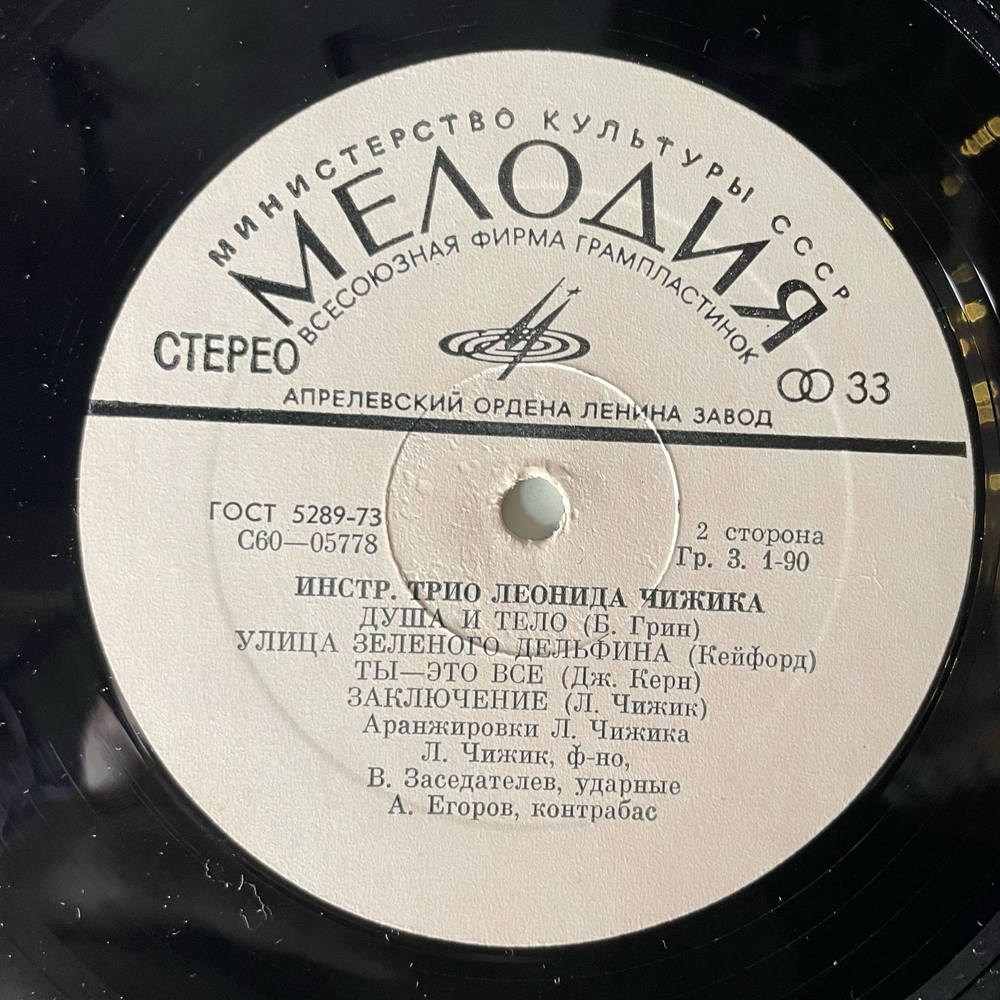 МИНИСТЕРСТВО КУЛЬТУРЫ СССР
МЕЛОДИЯ
ВСЕСОЮЗНАЯ ФИРМА ГРАМПЛАСТИНОК
СТЕРЕО
33
АПРЕЛЕВСКИЙ ОРДЕНА ЛЕНИНА ЗАВОД
ГОСТ 5289-73
С60—05778
2 сторона
Гр. 3. 1-90
ИНСТР. ТРИО ЛЕОНИДА ЧИЖИКА
ДУША И ТЕЛО (Б. Грин)
УЛИЦА ЗЕЛЕНОГО ДЕЛЬФИНА (Кейфорд)
ТЫ—ЭТО ВСЕ (Дж. Керн)
ЗАКЛЮЧЕНИЕ (Л. Чижик)
Аранжировки Л. Чижика
Л. Чижик, ф-но,
В. Заседателев, ударные
А. Егоров, контрабас